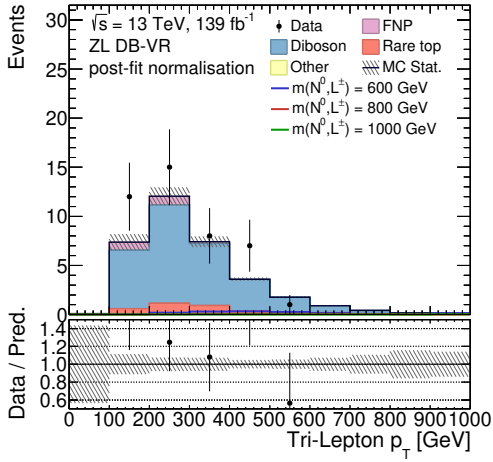 Events
√s = 13 TeV, 139 fb⁻¹
ZL DB-VR
post-fit normalisation
Data
FNP
Diboson
Rare top
Other
MC Stat.
m(N⁰,L±) = 600 GeV
m(N⁰,L±) = 800 GeV
m(N⁰,L±) = 1000 GeV
30
25
20
15
10
5
0
Data / Pred.
1.4
1.2
1.0
0.8
0.6
0 100 200 300 400 500 600 700 800 900 1000
Tri-Lepton p_T [GeV]